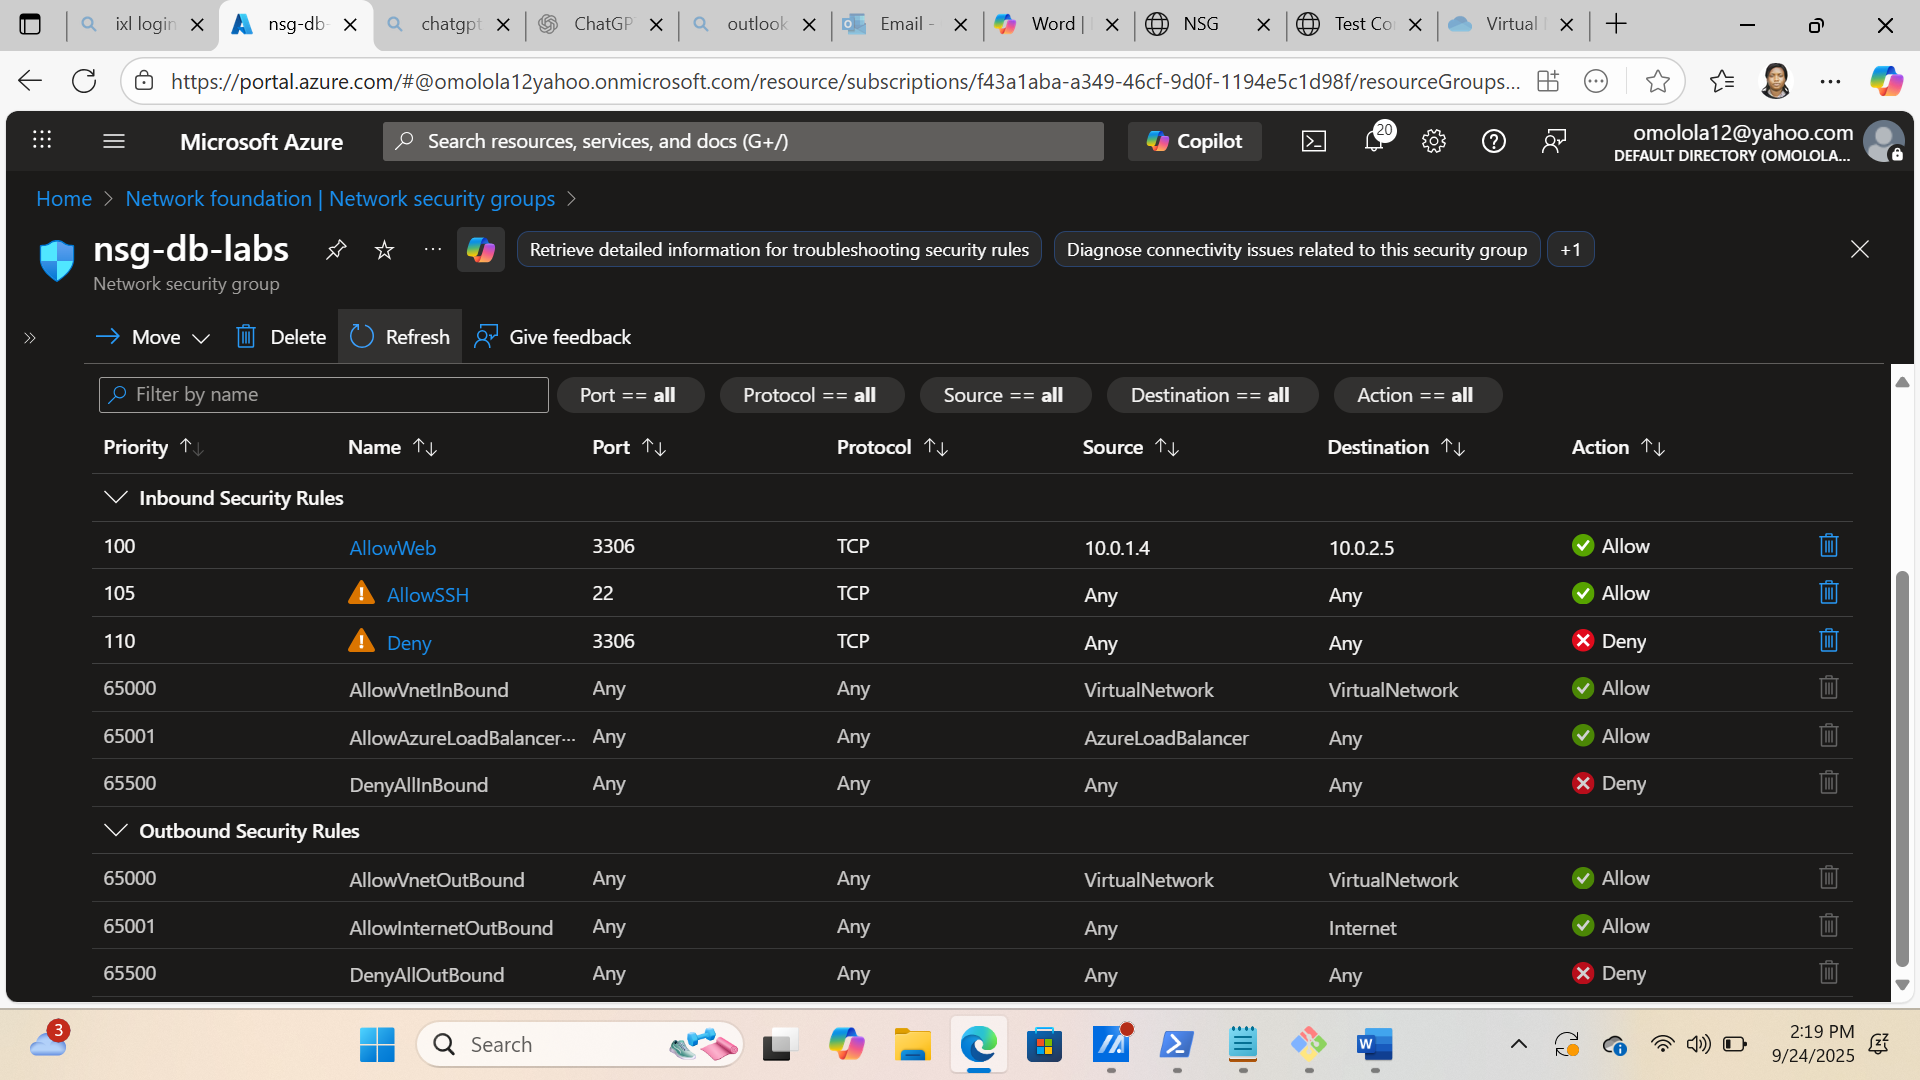 ixl login
nsg-db-
chatgpt
ChatGP
outlook
Email -
Word |
NSG
Test Co
Virtual
https://portal.azure.com/#@omolola12yahoo.onmicrosoft.com/resource/subscriptions/f43a1aba-a349-46cf-9d0f-1194e5c1d98f/resourceGroups...
Microsoft Azure
Search resources, services, and docs (G+/)
Copilot
20
omolola12@yahoo.com
DEFAULT DIRECTORY (OMOLOLA...
Home > Network foundation | Network security groups >
nsg-db-labs
Retrieve detailed information for troubleshooting security rules
Diagnose connectivity issues related to this security group
+1
Network security group
Move
Delete
Refresh
Give feedback
Filter by name
Port == all
Protocol == all
Source == all
Destination == all
Action == all
Priority Name Port Protocol Source Destination Action
Inbound Security Rules
100 AllowWeb 3306 TCP 10.0.1.4 10.0.2.5 Allow
105 AllowSSH 22 TCP Any Any Allow
110 Deny 3306 TCP Any Any Deny
65000 AllowVnetInBound Any Any VirtualNetwork VirtualNetwork Allow
65001 AllowAzureLoadBalancer... Any Any AzureLoadBalancer Any Allow
65500 DenyAllInBound Any Any Any Any Deny
Outbound Security Rules
65000 AllowVnetOutBound Any Any VirtualNetwork VirtualNetwork Allow
65001 AllowInternetOutBound Any Any Any Internet Allow
65500 DenyAllOutBound Any Any Any Any Deny
3
Search
2:19 PM
9/24/2025